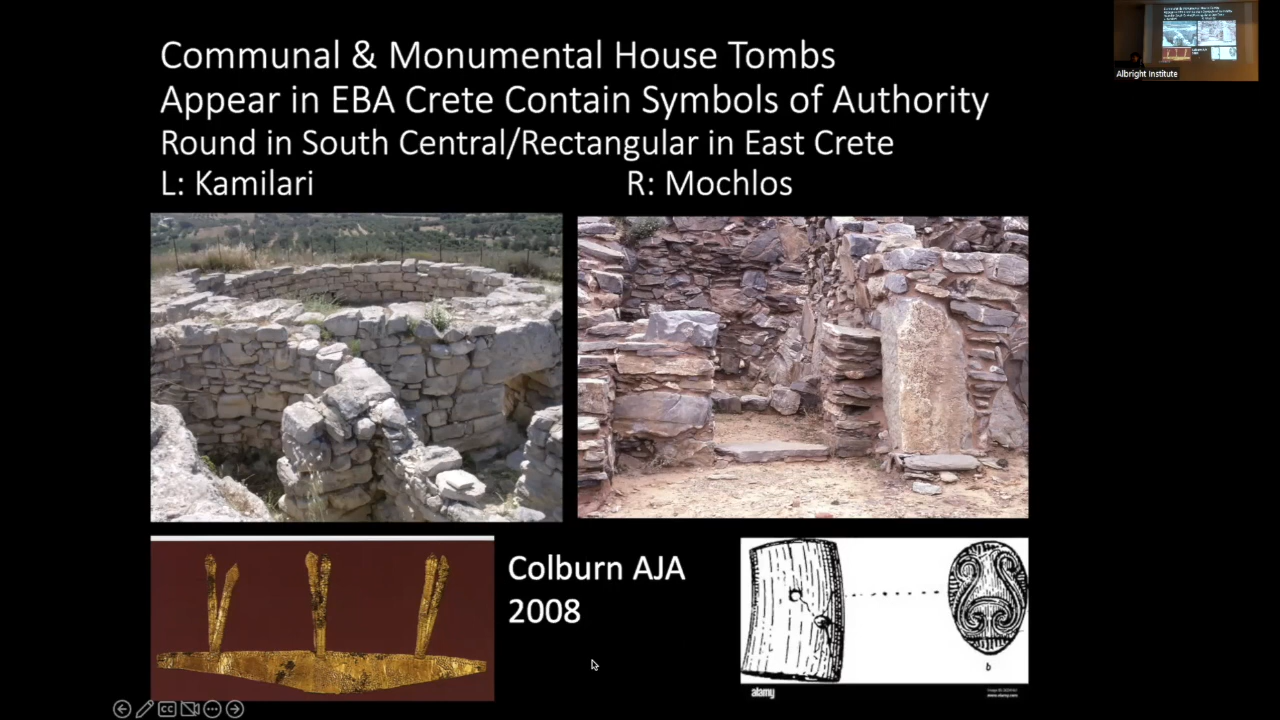 Communal & Monumental House Tombs
Appear in EBA Crete Contain Symbols of Authority
Round in South Central/Rectangular in East Crete
L: Kamilari
R: Mochlos
Albright Institute
Colburn AJA
2008
b
alamy
CC